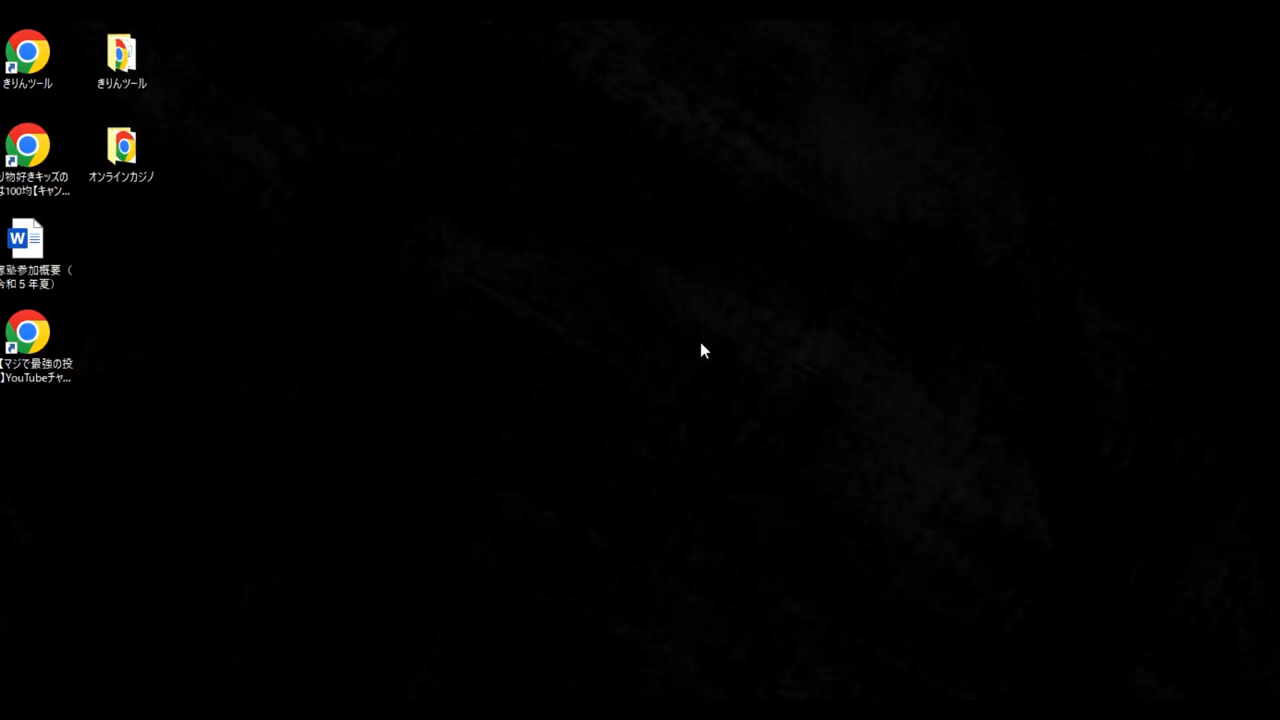 きりんツール
きりんツール
り物好きキッズの
は100均【キャン...
オンラインカジノ
塾参加概要（
令和５年夏）
【マジで最強の投
】YouTubeチャ...
W